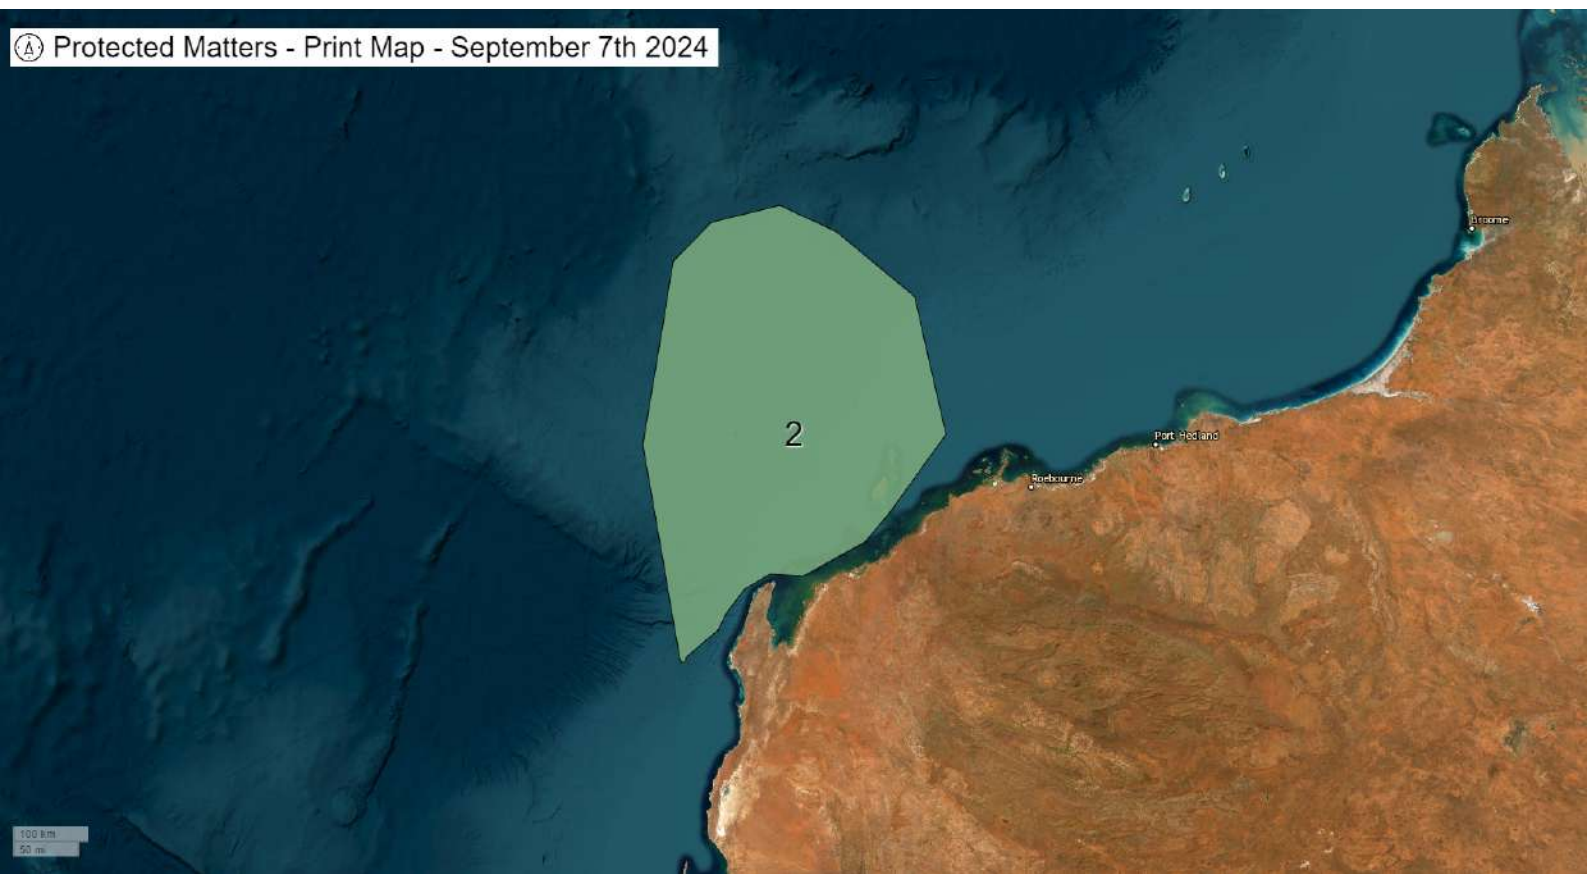 Protected Matters - Print Map - September 7th 2024
Broome
2
Port Hedland
Roebourne
100 km
50 mi